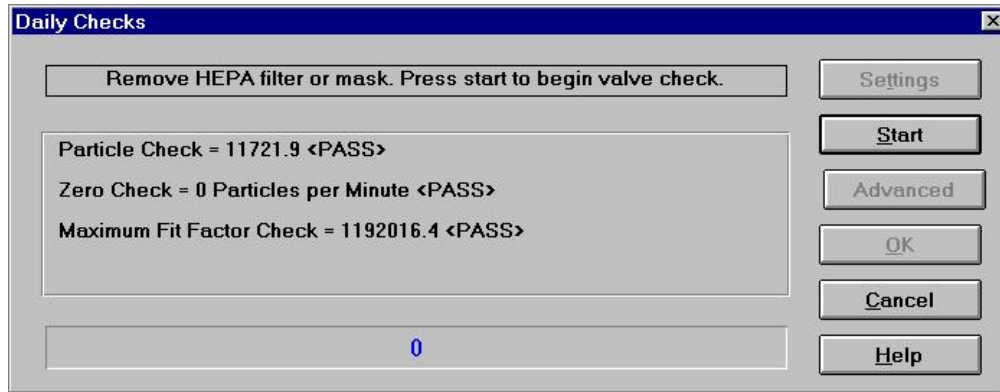 Daily Checks
Remove HEPA filter or mask. Press start to begin valve check.
Particle Check = 11721.9 <PASS>
Zero Check = 0 Particles per Minute <PASS>
Maximum Fit Factor Check = 1192016.4 <PASS>
0
Settings
Start
Advanced
OK
Cancel
Help